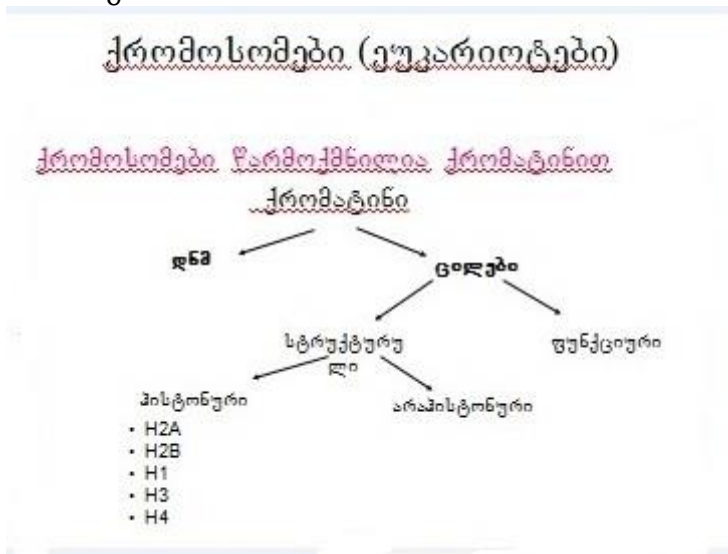 ქრომოსომები (ეუკარიოტები)
ქრომოსომები წარმოქმნილია ქრომატინით
ქრომატინი
დნმ
ცილები
სტრუქტურუ
ლი
ფუნქციური
ჰისტონური
არაჰისტონური
• H2A
• H2B
• H1
• H3
• H4